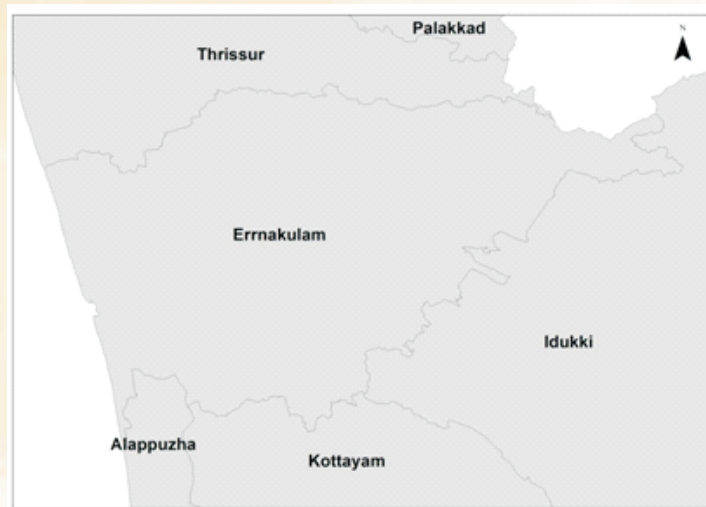 Palakkad
N
Thrissur
Errnakulam
Idukki
Alappuzha
Kottayam